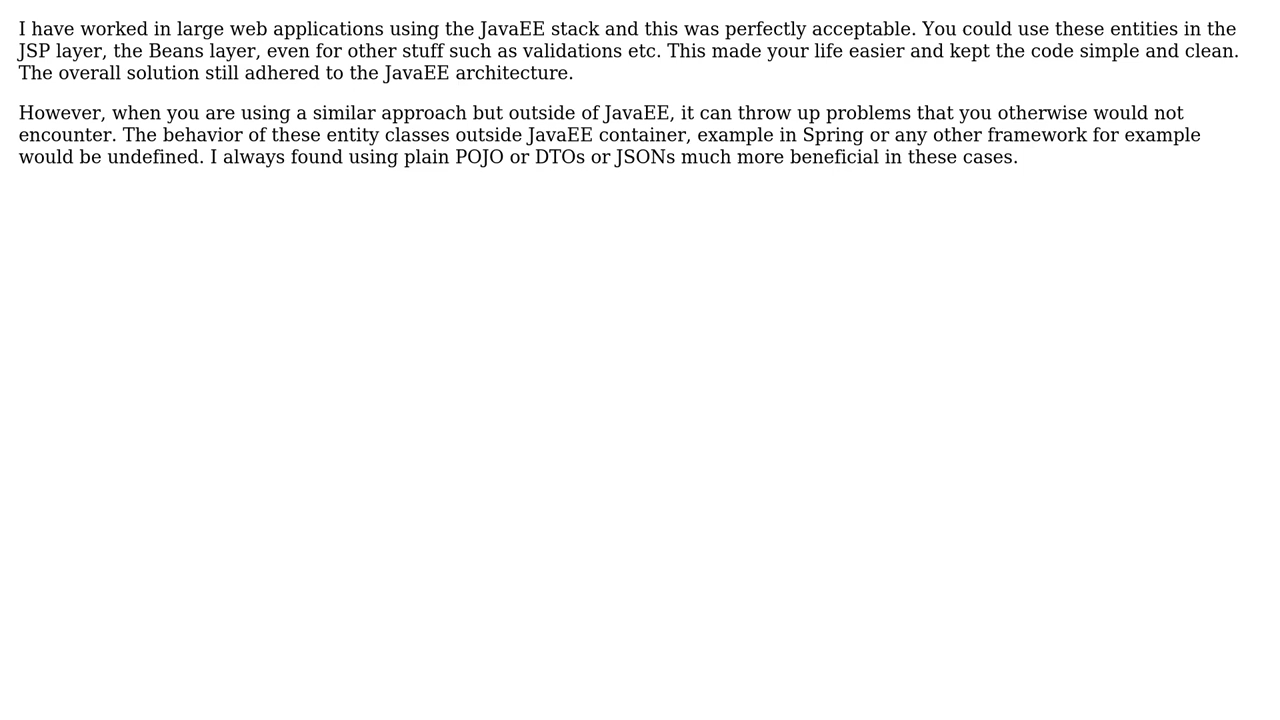 I have worked in large web applications using the JavaEE stack and this was perfectly acceptable. You could use these entities in the
JSP layer, the Beans layer, even for other stuff such as validations etc. This made your life easier and kept the code simple and clean.
The overall solution still adhered to the JavaEE architecture.
However, when you are using a similar approach but outside of JavaEE, it can throw up problems that you otherwise would not
encounter. The behavior of these entity classes outside JavaEE container, example in Spring or any other framework for example
would be undefined. I always found using plain POJO or DTOs or JSONs much more beneficial in these cases.